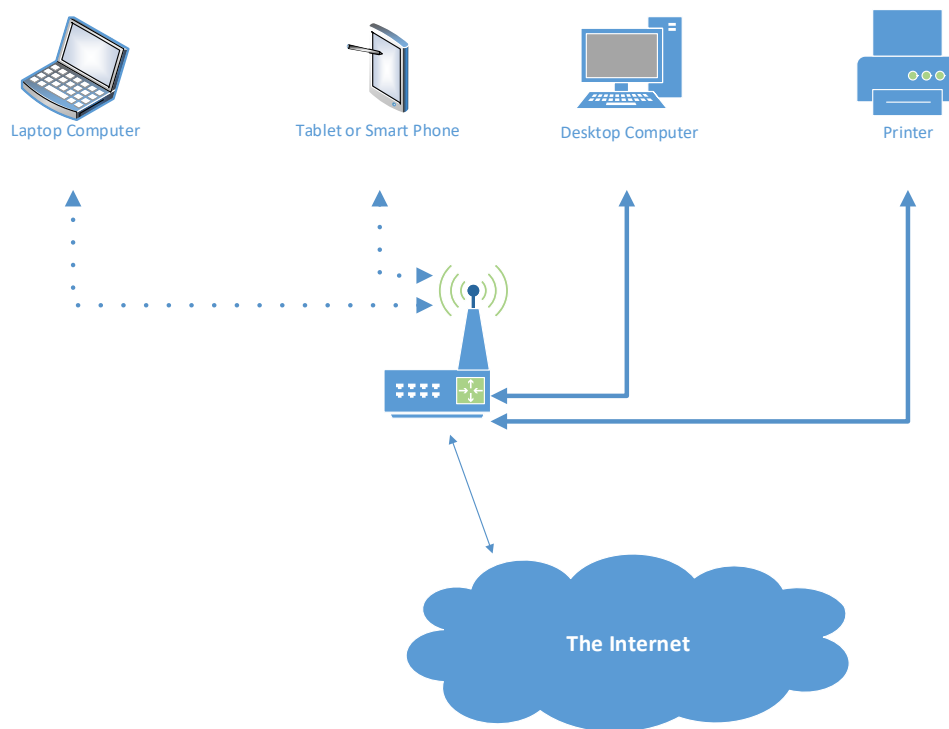 Laptop Computer
Tablet or Smart Phone
Desktop Computer
Printer
The Internet